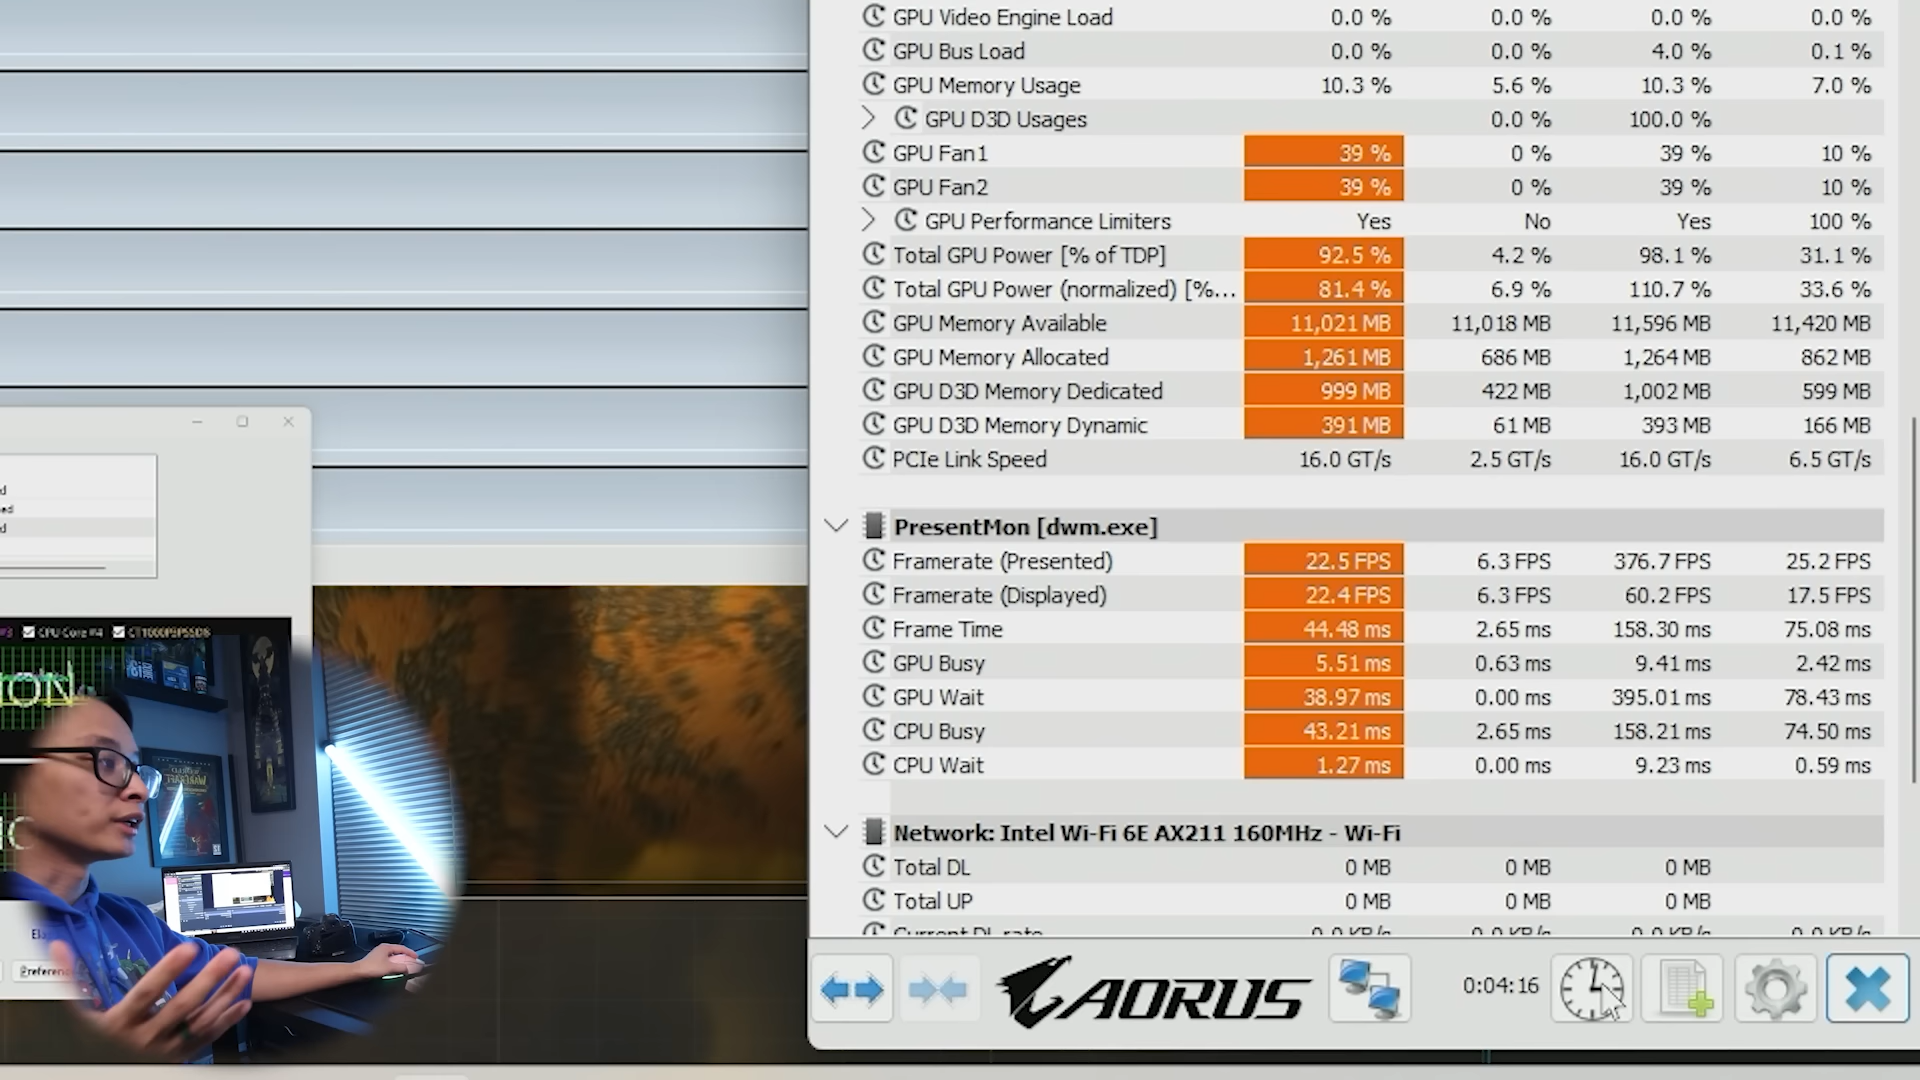 GPU Video Engine Load 0.0 % 0.0 % 0.0 % 0.0 %
GPU Bus Load 0.0 % 0.0 % 4.0 % 0.1 %
GPU Memory Usage 10.3 % 5.6 % 10.3 % 7.0 %
GPU D3D Usages 0.0 % 100.0 %
GPU Fan1 39 % 0 % 39 % 10 %
GPU Fan2 39 % 0 % 39 % 10 %
GPU Performance Limiters Yes No Yes 100 %
Total GPU Power [% of TDP] 92.5 % 4.2 % 98.1 % 31.1 %
Total GPU Power (normalized) [%... 81.4 % 6.9 % 110.7 % 33.6 %
GPU Memory Available 11,021 MB 11,018 MB 11,596 MB 11,420 MB
GPU Memory Allocated 1,261 MB 686 MB 1,264 MB 862 MB
GPU D3D Memory Dedicated 999 MB 422 MB 1,002 MB 599 MB
GPU D3D Memory Dynamic 391 MB 61 MB 393 MB 166 MB
PCIe Link Speed 16.0 GT/s 2.5 GT/s 16.0 GT/s 6.5 GT/s
PresentMon [dwm.exe]
Framerate (Presented) 22.5 FPS 6.3 FPS 376.7 FPS 25.2 FPS
Framerate (Displayed) 22.4 FPS 6.3 FPS 60.2 FPS 17.5 FPS
Frame Time 44.48 ms 2.65 ms 158.30 ms 75.08 ms
GPU Busy 5.51 ms 0.63 ms 9.41 ms 2.42 ms
GPU Wait 38.97 ms 0.00 ms 395.01 ms 78.43 ms
CPU Busy 43.21 ms 2.65 ms 158.21 ms 74.50 ms
CPU Wait 1.27 ms 0.00 ms 9.23 ms 0.59 ms
Network: Intel Wi-Fi 6E AX211 160MHz - Wi-Fi
Total DL 0 MB 0 MB 0 MB
Total UP 0 MB 0 MB 0 MB
Current DL rate 0.0 KB/s 0.0 KB/s 0.0 KB/s 0.0 KB/s
AORUS 0:04:16
CPU Core #4